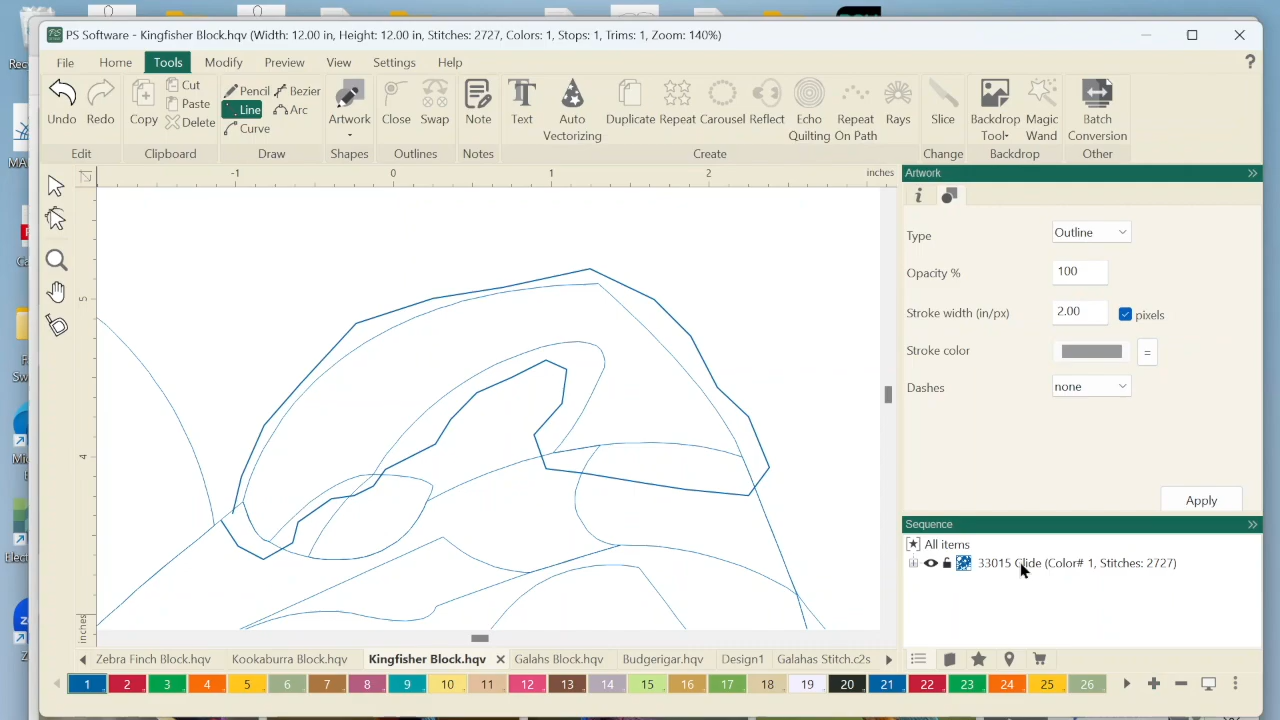 PS Software - Kingfisher Block.hqv (Width: 12.00 in, Height: 12.00 in, Stitches: 2727, Colors: 1, Stops: 1, Trims: 1, Zoom: 140%)
File Home Tools Modify Preview View Settings Help
Undo Redo Copy Cut Paste Delete Pencil Bezier Line Arc Curve Artwork Close Swap Note Text Auto Vectorizing Duplicate Repeat Carousel Reflect Echo Quilting Repeat On Path Rays Slice Backdrop Tool Magic Wand Batch Conversion
Edit Clipboard Draw Shapes Outlines Notes Create Change Backdrop Other
-1 0 1 2 inches
5
4
inches
Artwork
Type Outline
Opacity % 100
Stroke width (in/px) 2.00 pixels
Stroke color =
Dashes none
Apply
Sequence
All items
33015 Glide (Color# 1, Stitches: 2727)
Zebra Finch Block.hqv Kookaburra Block.hqv Kingfisher Block.hqv Galahs Block.hqv Budgerigar.hqv Design1 Galahas Stitch.c2s
1 2 3 4 5 6 7 8 9 10 11 12 13 14 15 16 17 18 19 20 21 22 23 24 25 26